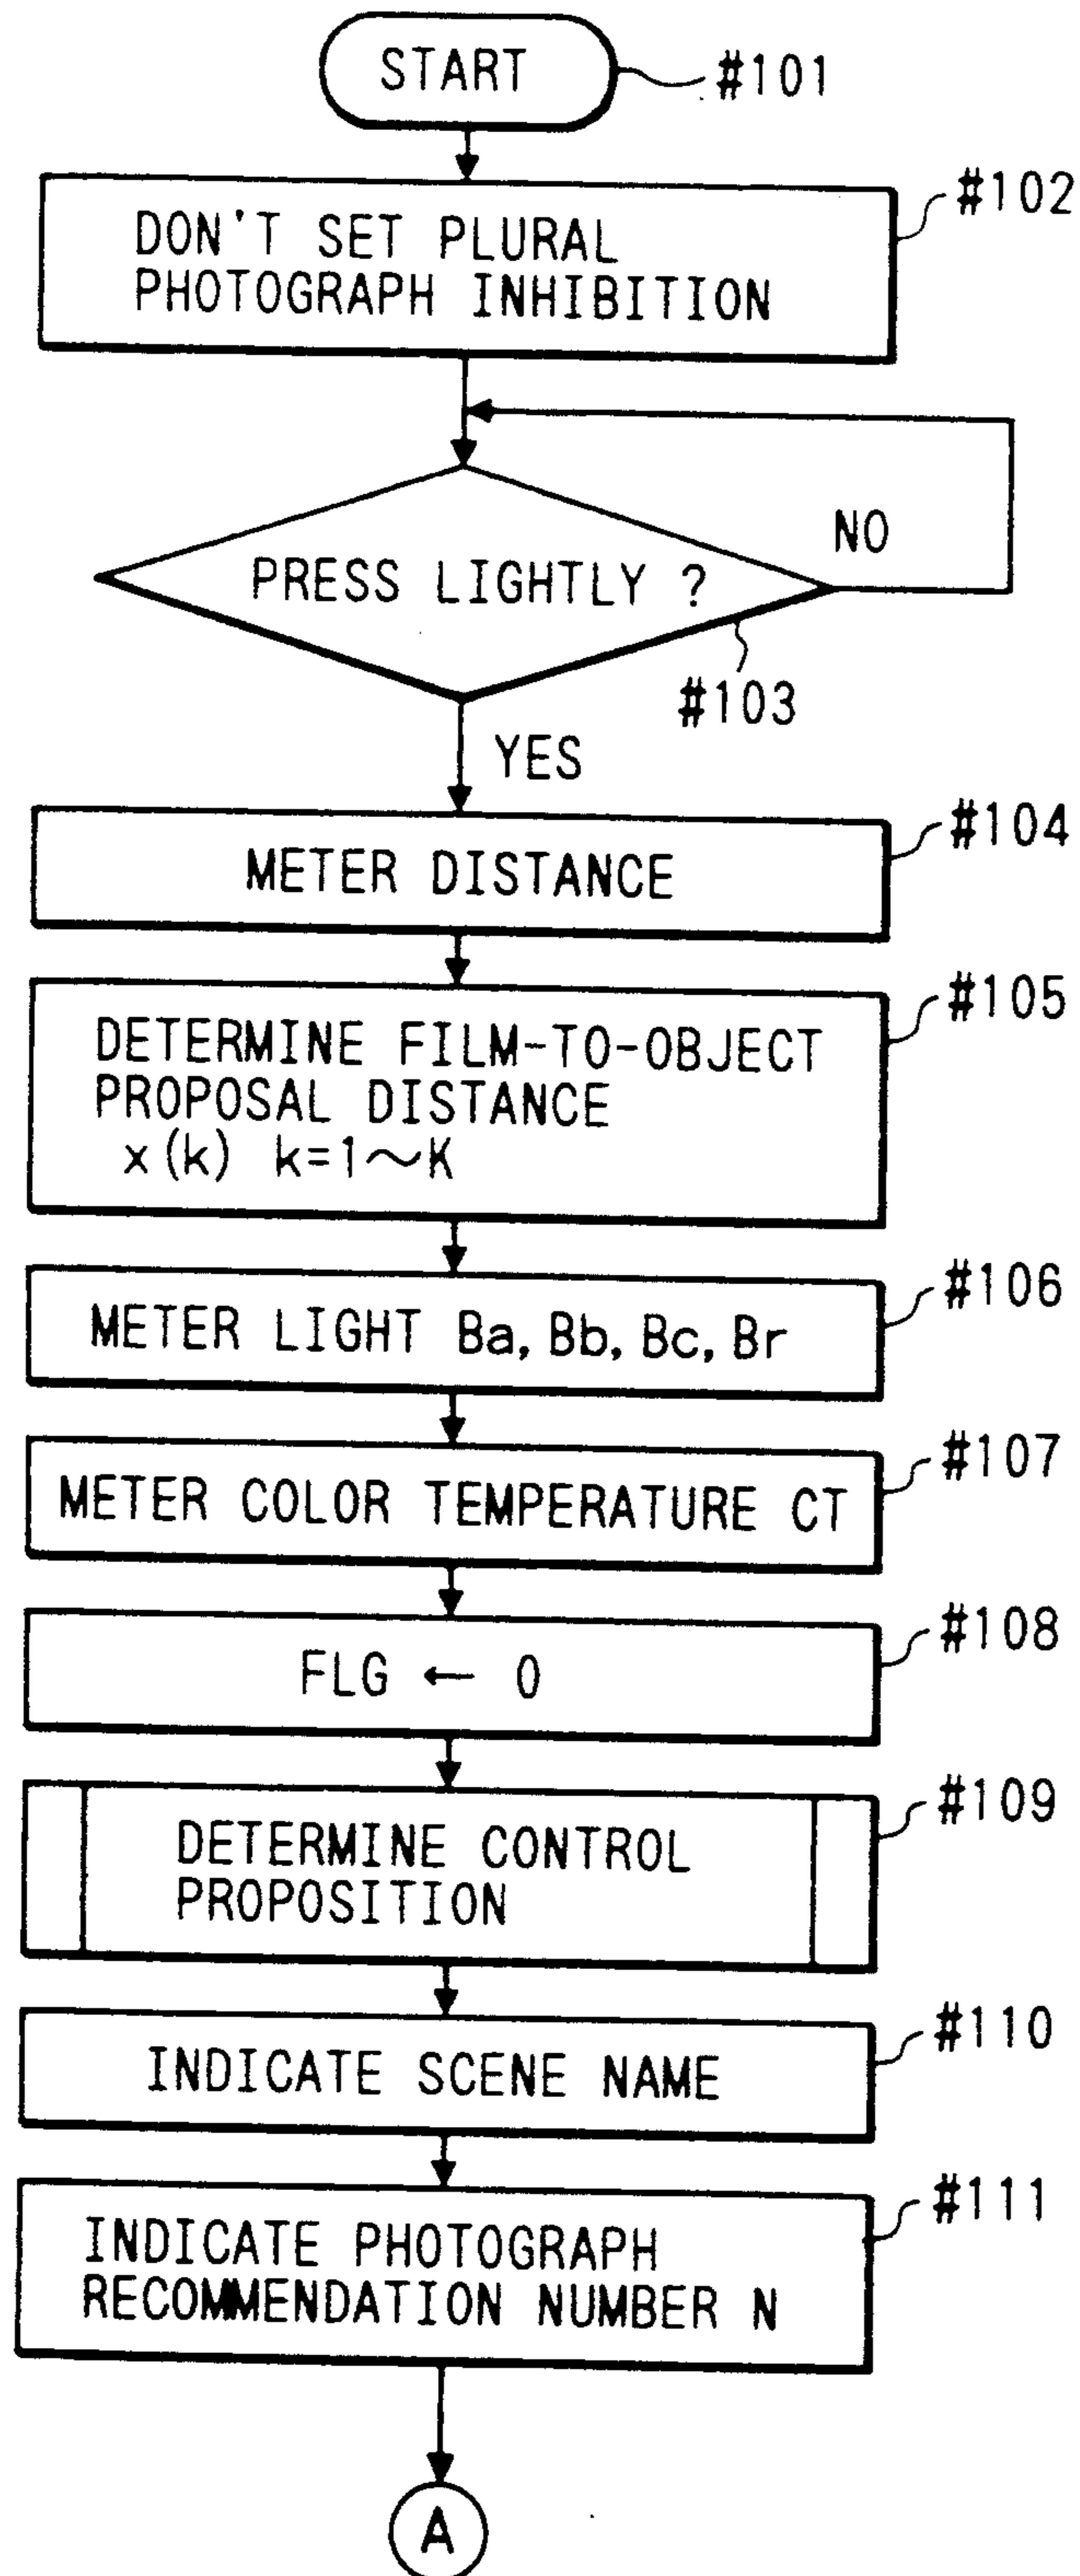 START
#101
#102
DON'T SET PLURAL
PHOTOGRAPH INHIBITION
NO
PRESS LIGHTLY ?
#103
YES
#104
METER DISTANCE
#105
DETERMINE FILM-TO-OBJECT
PROPOSAL DISTANCE
x(k) k=1～K
#106
METER LIGHT Ba, Bb, Bc, Br
#107
METER COLOR TEMPERATURE CT
#108
FLG ← 0
#109
DETERMINE CONTROL
PROPOSITION
#110
INDICATE SCENE NAME
#111
INDICATE PHOTOGRAPH
RECOMMENDATION NUMBER N
A